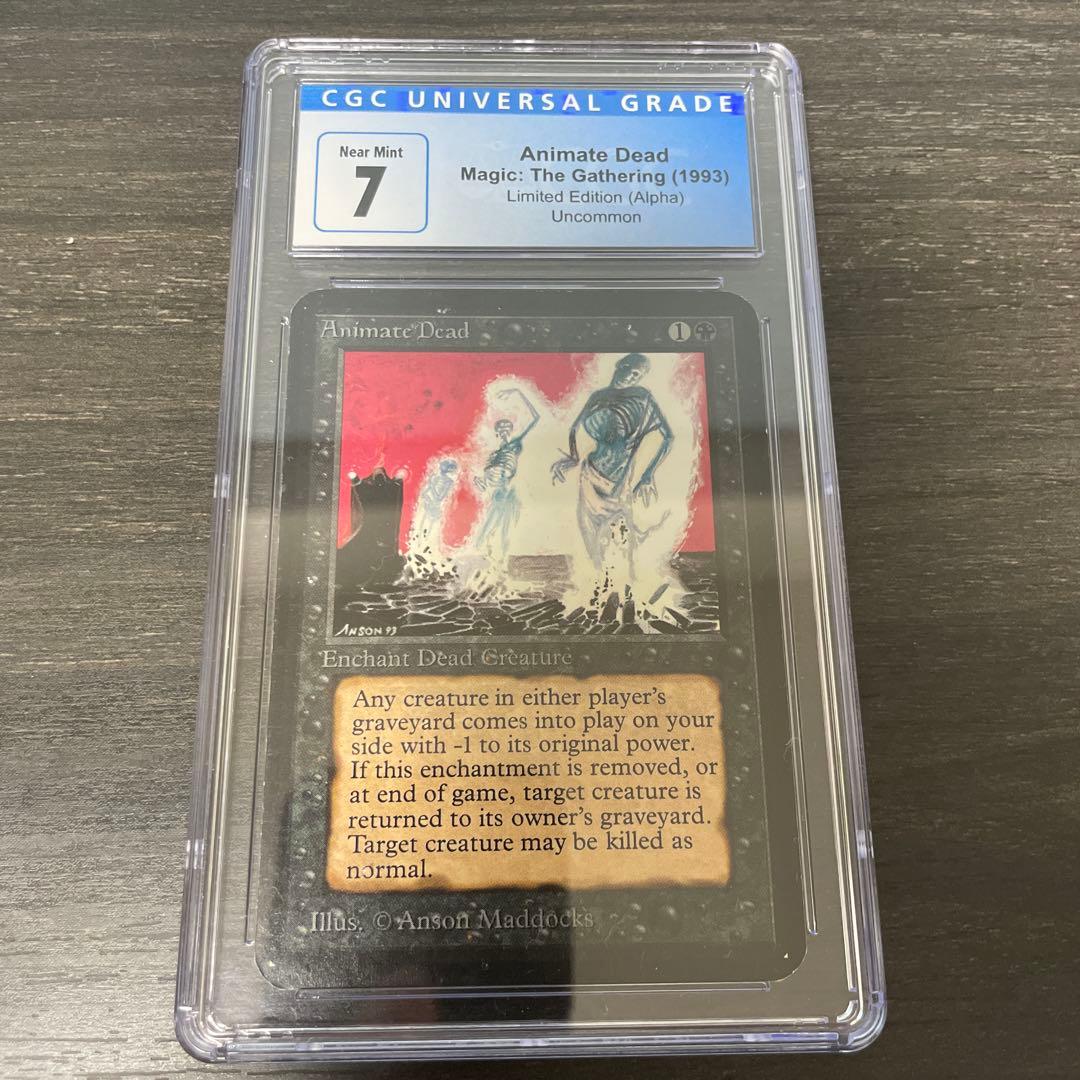 CGC UNIVERSAL GRADE
Near Mint
7
Animate Dead
Magic: The Gathering (1993)
Limited Edition (Alpha)
Uncommon
Animate Dead
1
ANSON 93
Enchant Dead Creature
Any creature in either player's
graveyard comes into play on your
side with -1 to its original power.
If this enchantment is removed, or
at end of game, target creature is
returned to its owner's graveyard.
Target creature may be killed as
normal.
Illus. © Anson Maddocks